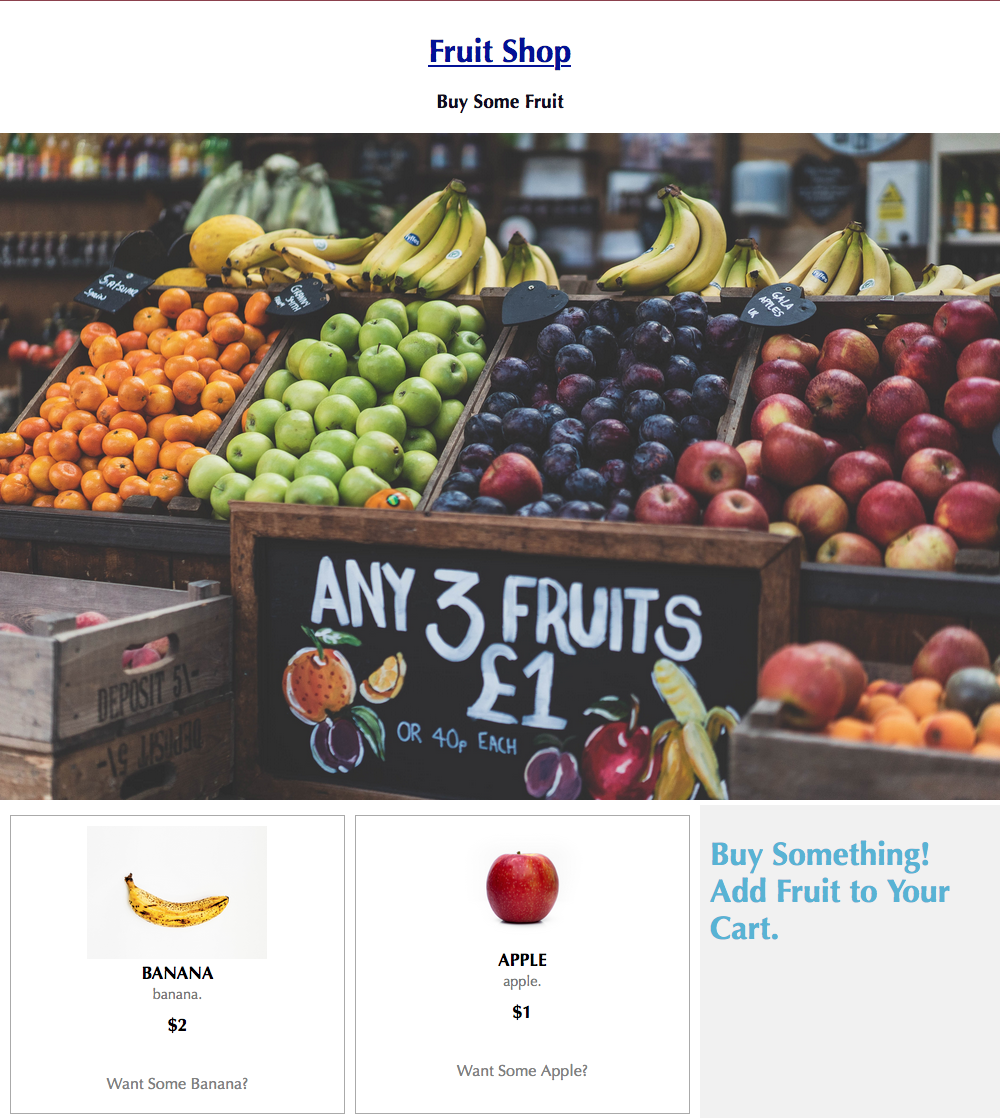 Fruit Shop
Buy Some Fruit
Satsuma
Spain
GRANNY
SMITH
GALA
APPLES
UK
ANY 3 FRUITS
£1
OR 40p EACH
DEPOSIT 5/-
DEPOSIT 5/-
BANANA
banana.
$2
Want Some Banana?
APPLE
apple.
$1
Want Some Apple?
Buy Something!
Add Fruit to Your
Cart.